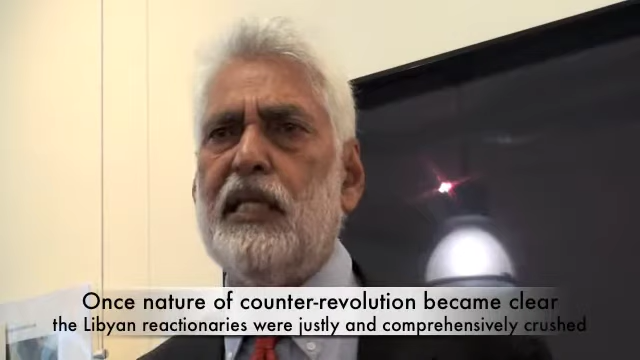 Once nature of counter-revolution became clear
the Libyan reactionaries were justly and comprehensively crushed